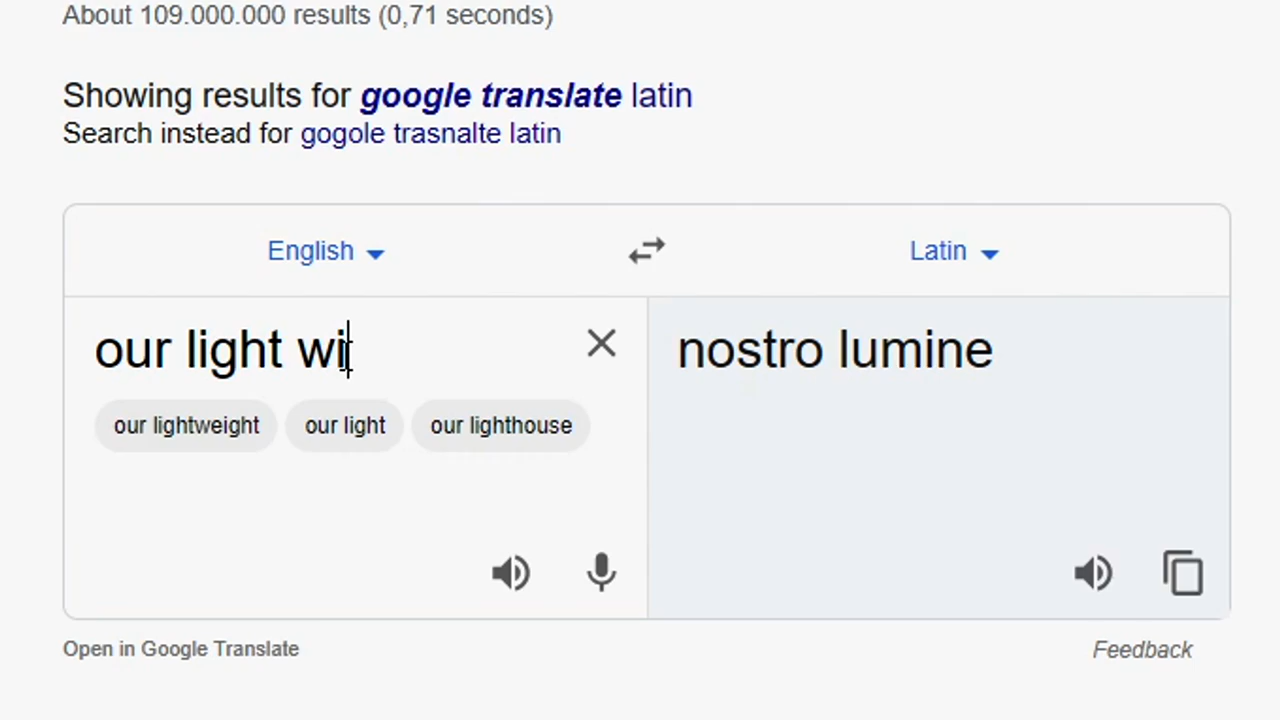 About 109.000.000 results (0,71 seconds)
Showing results for google translate latin
Search instead for gogole trasnalte latin
English
Latin
our light wi
nostro lumine
our lightweight
our light
our lighthouse
Open in Google Translate
Feedback